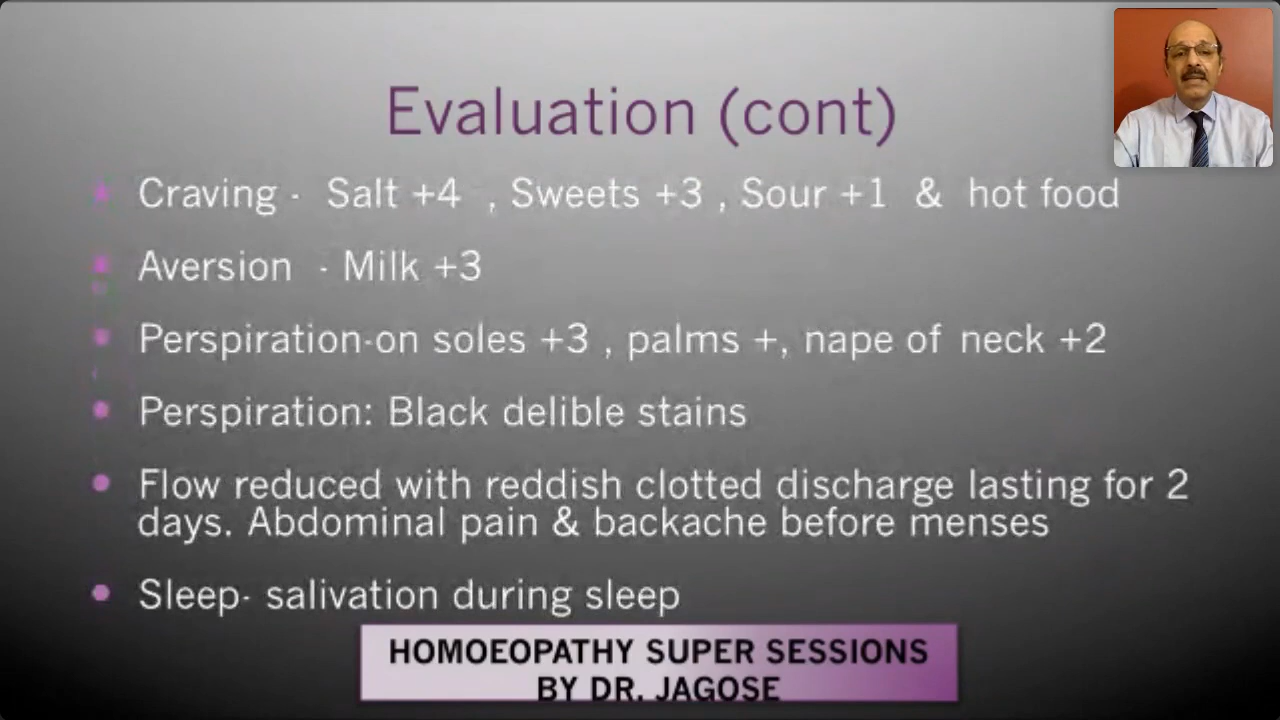 Evaluation (cont)
Craving - Salt +4 , Sweets +3 , Sour +1 & hot food
Aversion - Milk +3
Perspiration-on soles +3 , palms +, nape of neck +2
Perspiration: Black delible stains
Flow reduced with reddish clotted discharge lasting for 2
days. Abdominal pain & backache before menses
Sleep- salivation during sleep
HOMOEOPATHY SUPER SESSIONS
BY DR. JAGOSE